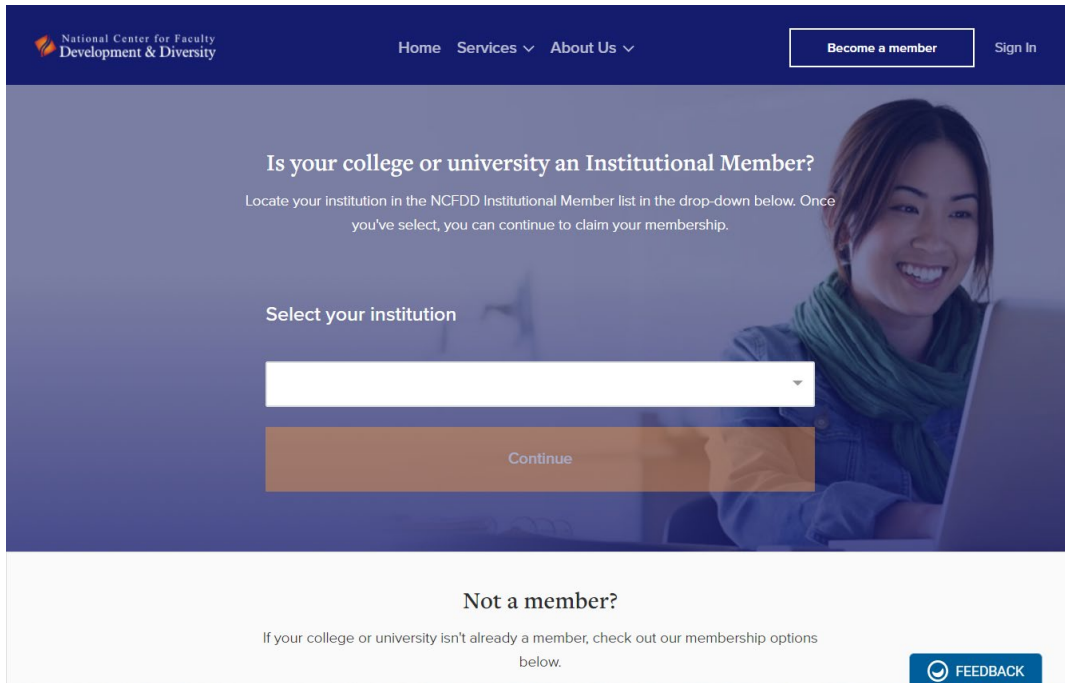 National Center for Faculty
Development & Diversity
Home Services About Us
Become a member
Sign In
Is your college or university an Institutional Member?
Locate your institution in the NCFDD Institutional Member list in the drop-down below. Once
you've select, you can continue to claim your membership.
Select your institution
Continue
Not a member?
If your college or university isn't already a member, check out our membership options
below.
FEEDBACK